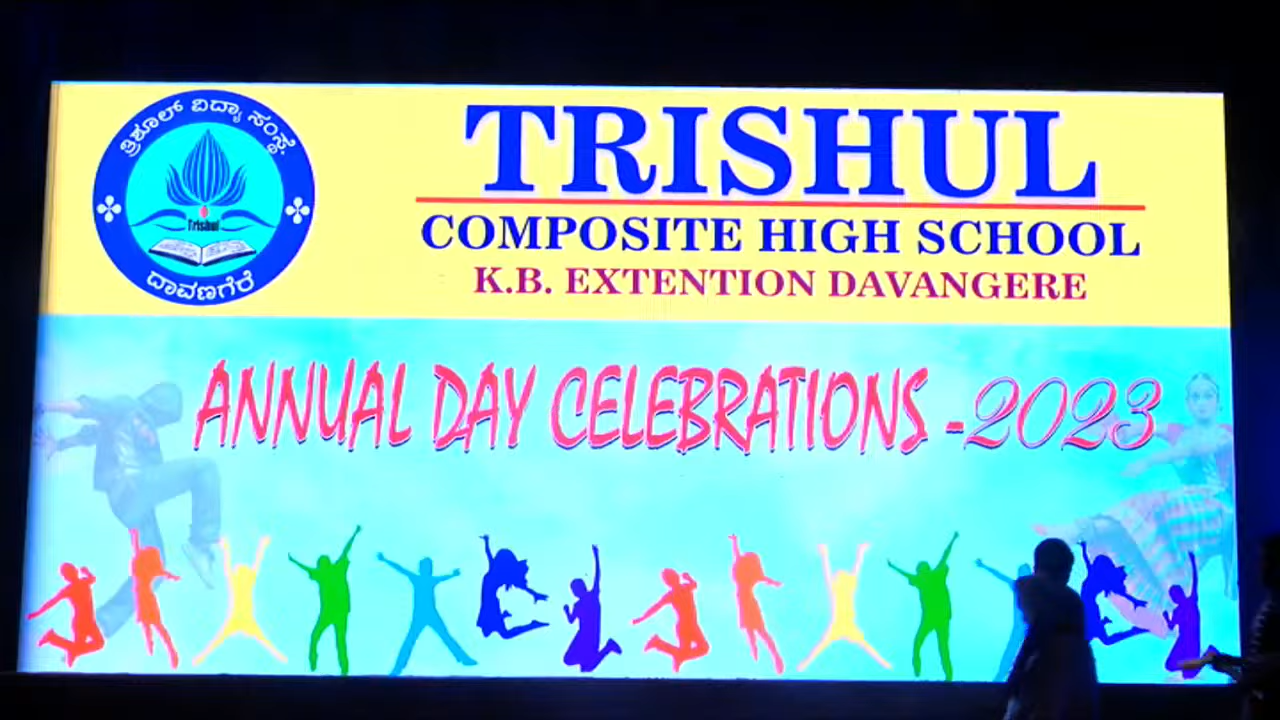 ತ್ರಿಶೂಲ್ ವಿದ್ಯಾ ಸಂಸ್ಥೆ
Trishul
ದಾವಣಗೆರೆ
TRISHUL
COMPOSITE HIGH SCHOOL
K.B. EXTENTION DAVANGERE
ANNUAL DAY CELEBRATIONS -2023